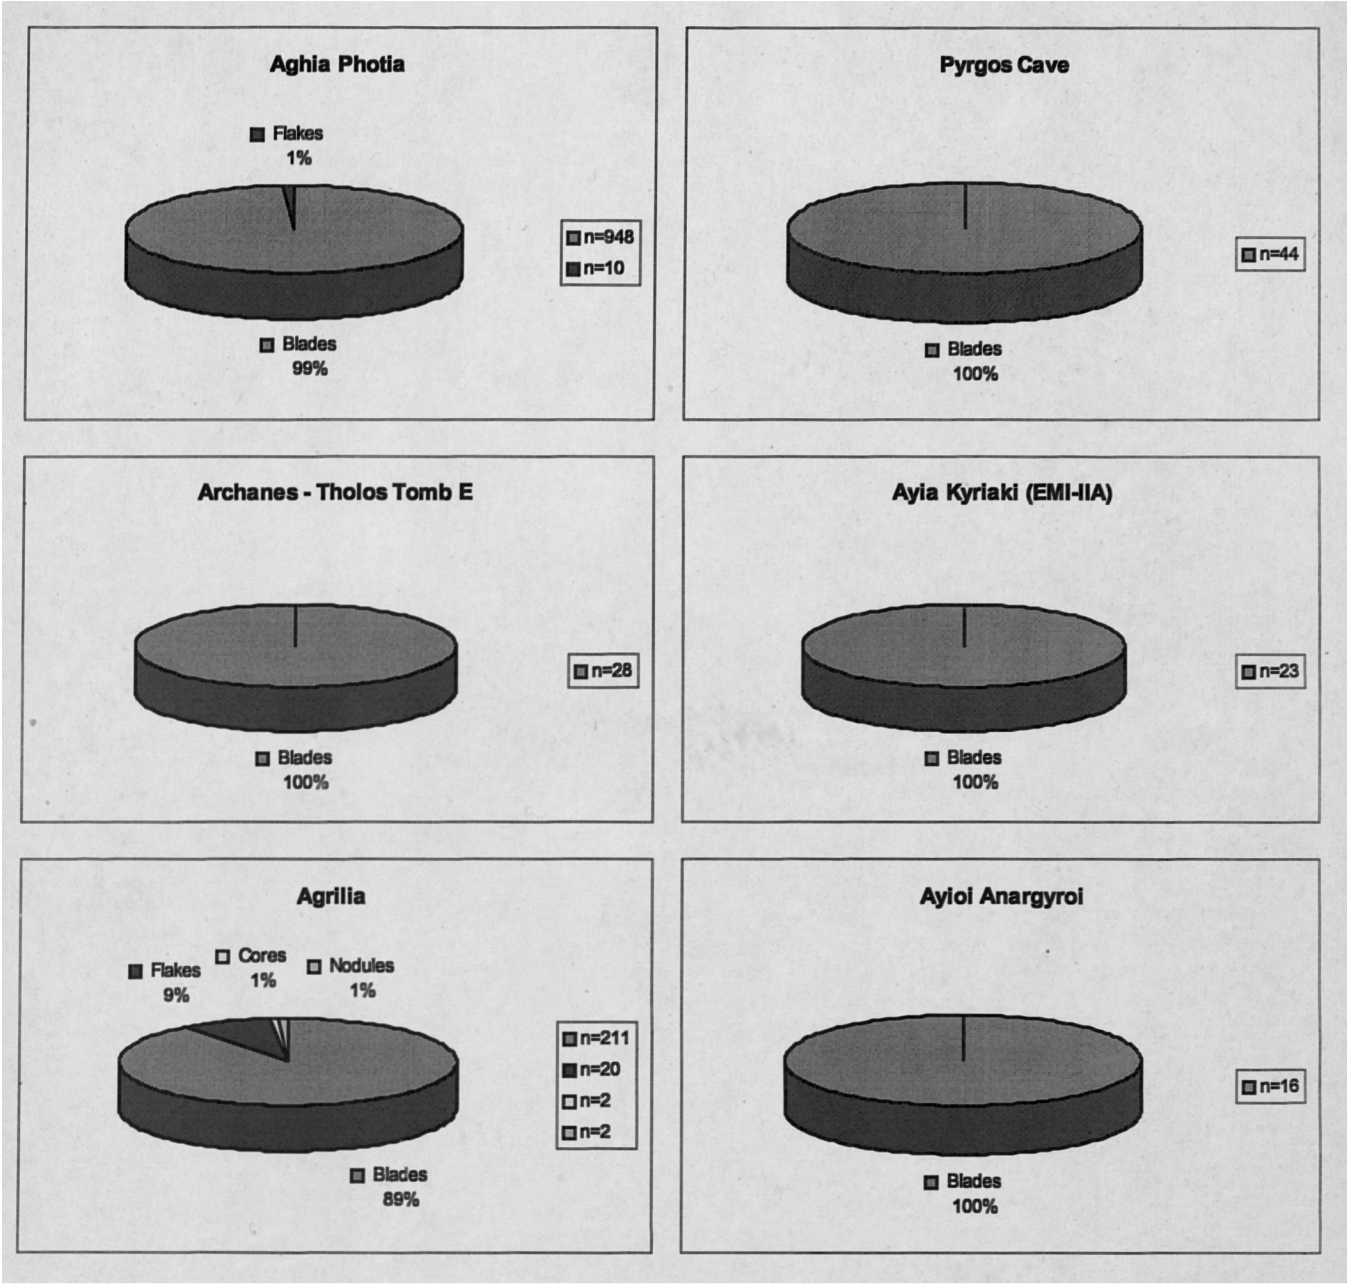 Aghia Photia
Flakes
1%
n=948
n=10
Blades
99%
Pyrgos Cave
n=44
Blades
100%
Archanes - Tholos Tomb E
n=28
Blades
100%
Ayia Kyriaki (EMI-IIA)
n=23
Blades
100%
Agrilia
Cores
1%
Nodules
1%
Flakes
9%
n=211
n=20
n=2
n=2
Blades
89%
Ayioi Anargyroi
n=16
Blades
100%